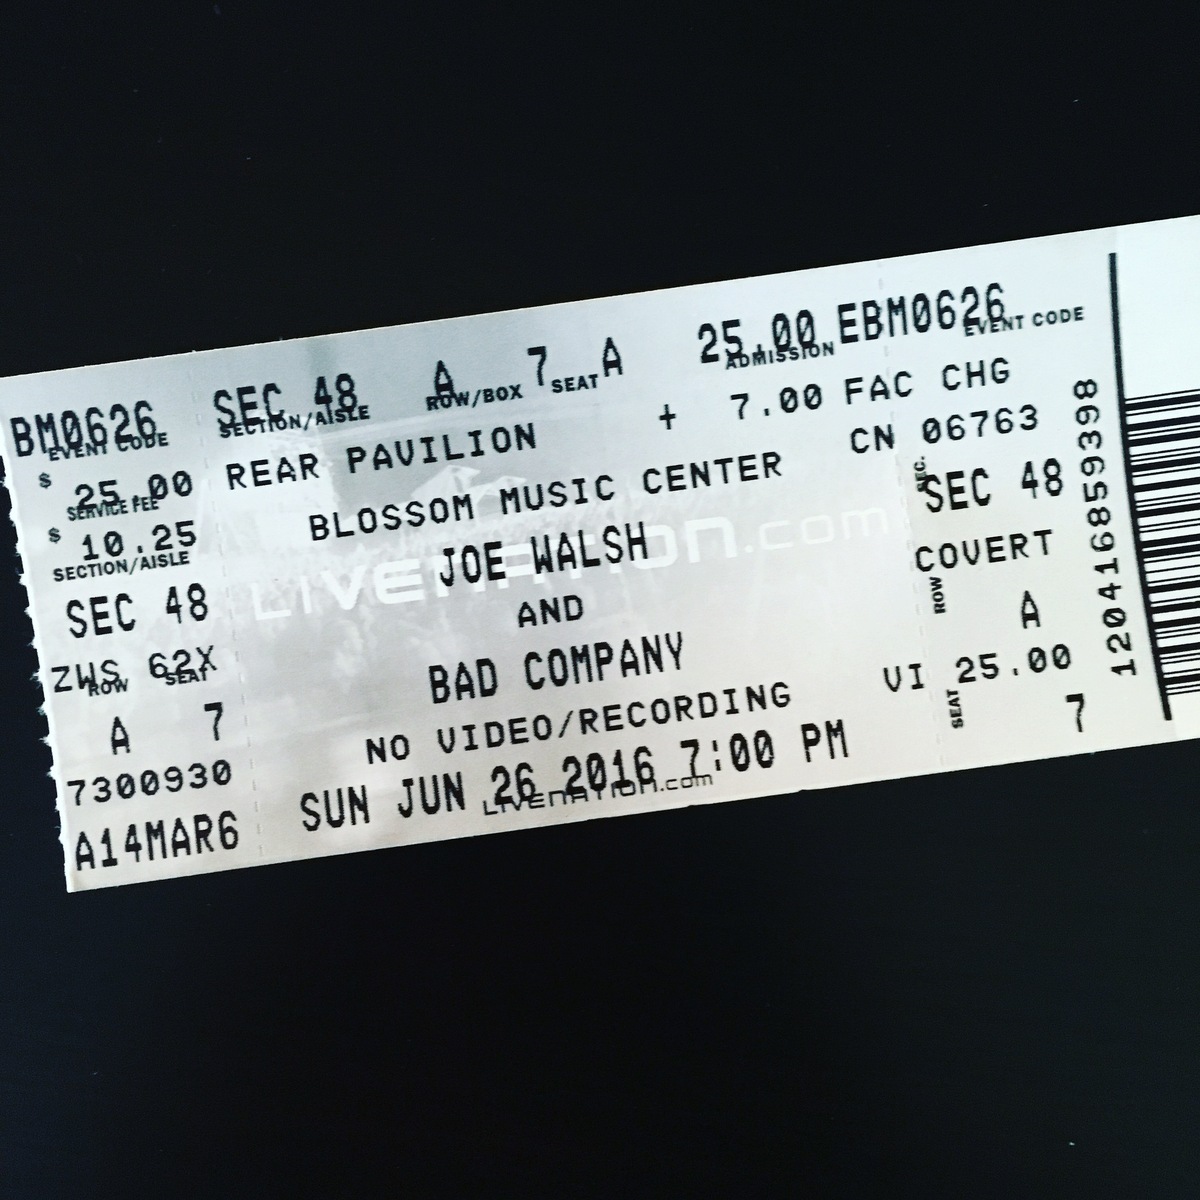 BM0626 SEC 48 A 7 A 25.00 EBM0626
EVENT CODE SECTION/AISLE ROW/BOX SEAT ADMISSION EVENT CODE
$ 25.00 REAR PAVILION + 7.00 FAC CHG
SERVICE FEE
$ 10.25 BLOSSOM MUSIC CENTER CN 06763
SECTION/AISLE
SEC 48 JOE WALSH SEC. SEC 48
LIVENATION.com
ZWS 62X AND COVERT
ROW SEAT ROW
A 7 BAD COMPANY A
7300930 NO VIDEO/RECORDING VI 25.00
A14MAR6 SUN JUN 26 2016 7:00 PM SEAT 7
LIVENATION.com
120416859398